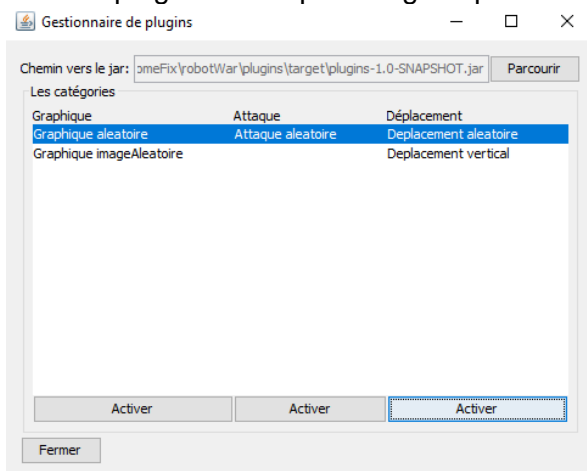 Gestionnaire de plugins
Chemin vers le jar: omeFix\robotWar\plugins\target\plugins-1.0-SNAPSHOT.jar Parcourir
Les catégories
Graphique Attaque Déplacement
Graphique aleatoire Attaque aleatoire Deplacement aleatoire
Graphique imageAleatoire Deplacement vertical
Activer Activer Activer
Fermer